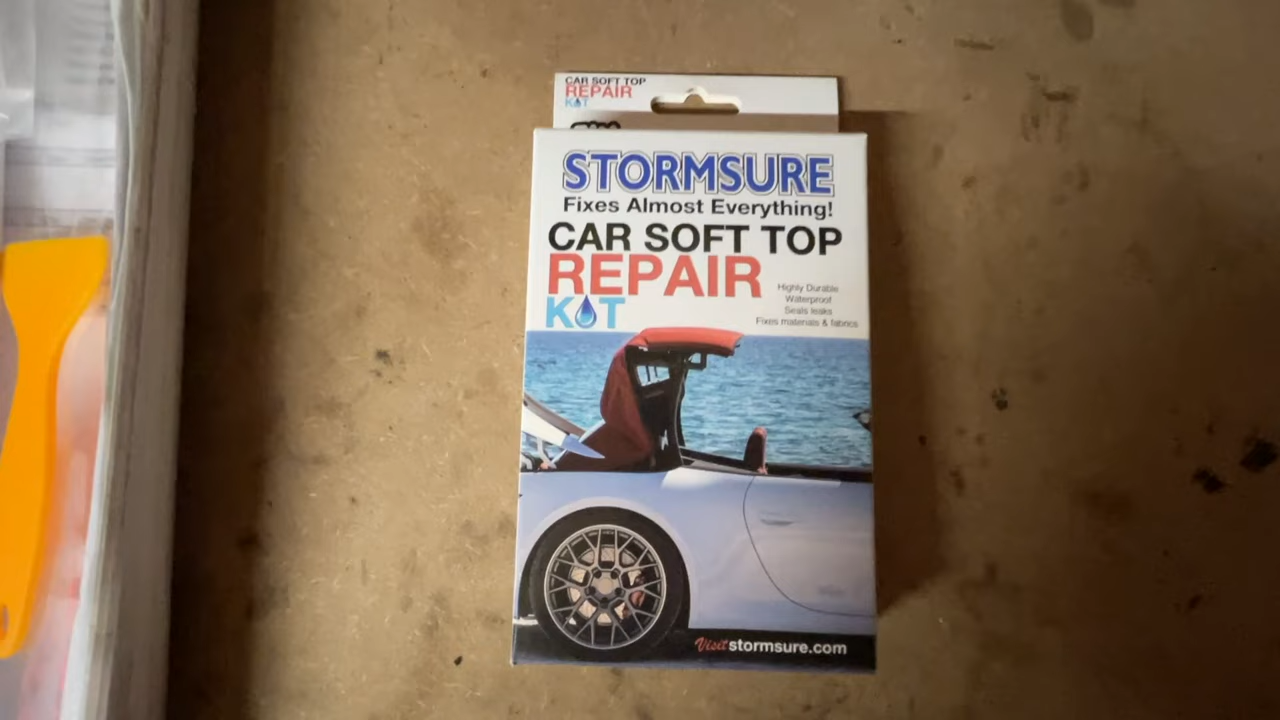 CAR SOFT TOP
REPAIR
KIT
STORMSURE
Fixes Almost Everything!
CAR SOFT TOP
REPAIR
KIT
Highly Durable
Waterproof
Seals leaks
Fixes materials & fabrics
Visit stormsure.com